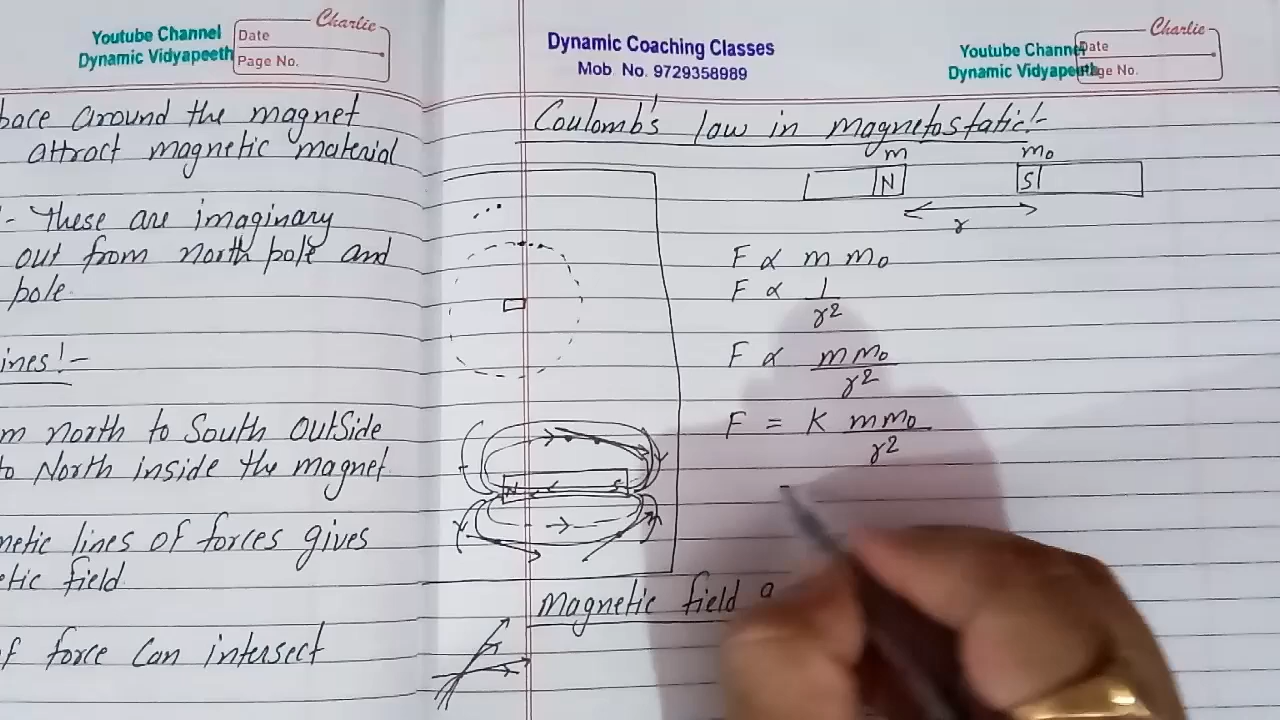 Youtube Channel
Dynamic Vidyapeeth
Charlie
Date
Page No.
Dynamic Coaching Classes
Mob. No. 9729358989
Youtube Channel
Dynamic Vidyapeeth
Charlie
Date
Page No.
around the magnet
attract magnetic material
:- These are imaginary
out from north pole and
pole.
ines!-
m north to South outside
to North inside the magnet
netic lines of forces gives
etic field.
f force can intersect
N S
Coulomb's law in magnetostatic!-
m m₀
N S
r
F ∝ m m₀
F ∝ 1/r²
F ∝ m m₀/r²
F = K m m₀/r²
Magnetic field a